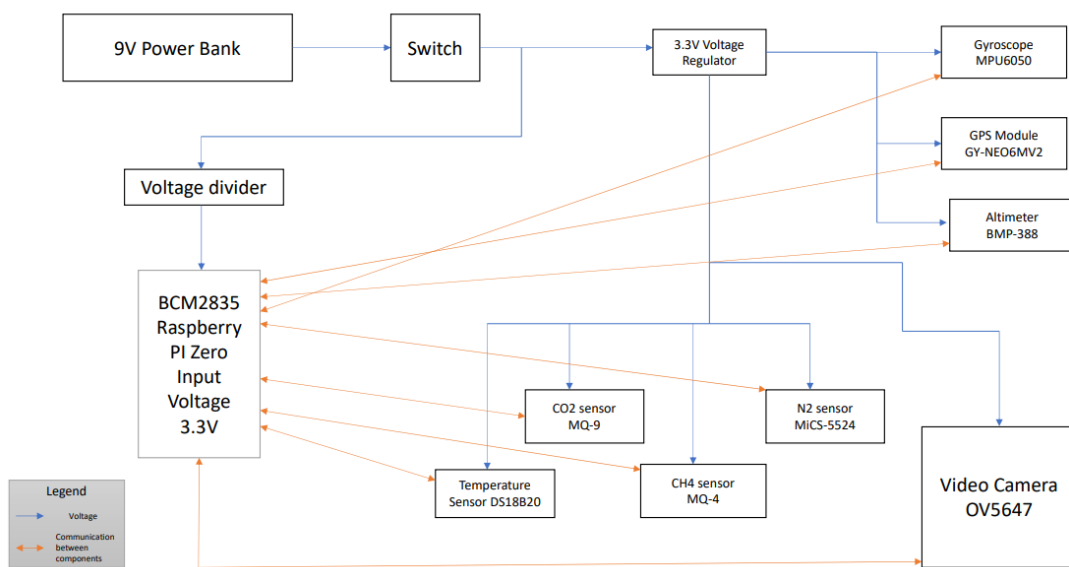 9V Power Bank
Switch
3.3V Voltage
Regulator
Gyroscope
MPU6050
GPS Module
GY-NEO6MV2
Voltage divider
Altimeter
BMP-388
BCM2835
Raspberry
PI Zero
Input
Voltage
3.3V
CO2 sensor
MQ-9
N2 sensor
MiCS-5524
Temperature
Sensor DS18B20
CH4 sensor
MQ-4
Video Camera
OV5647
Legend
Voltage
Communication
between
components